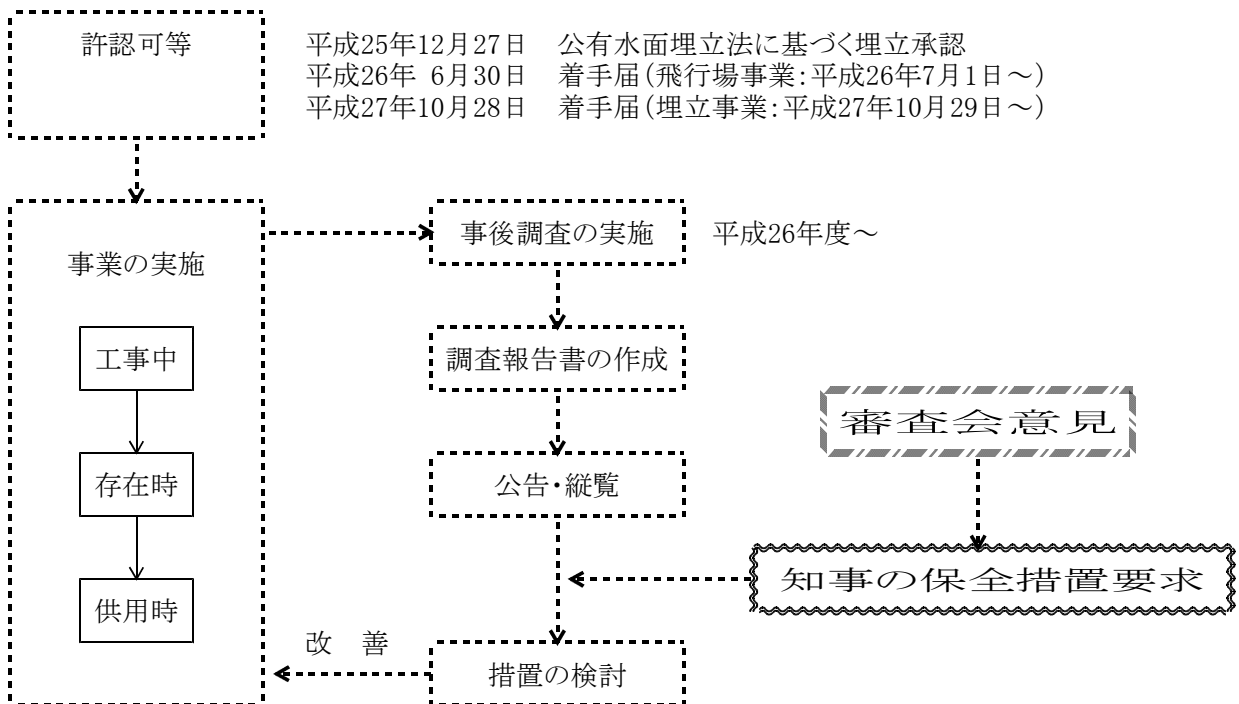 許認可等
平成25年12月27日　公有水面埋立法に基づく埋立承認
平成26年 6月30日　着手届（飛行場事業：平成26年7月1日～）
平成27年10月28日　着手届（埋立事業：平成27年10月29日～）
事業の実施
工事中
存在時
供用時
事後調査の実施　平成26年度～
調査報告書の作成
公告・縦覧
審査会意見
知事の保全措置要求
改　善
措置の検討